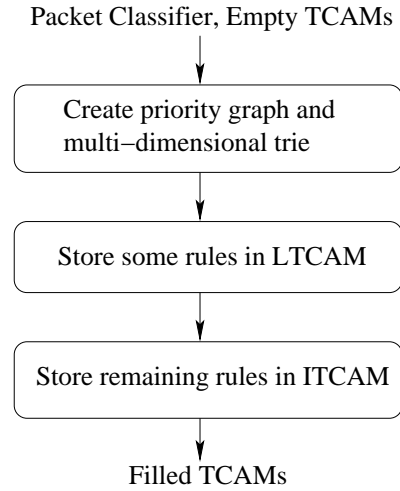 Packet Classifier, Empty TCAMs
Create priority graph and
multi−dimensional trie
Store some rules in LTCAM
Store remaining rules in ITCAM
Filled TCAMs